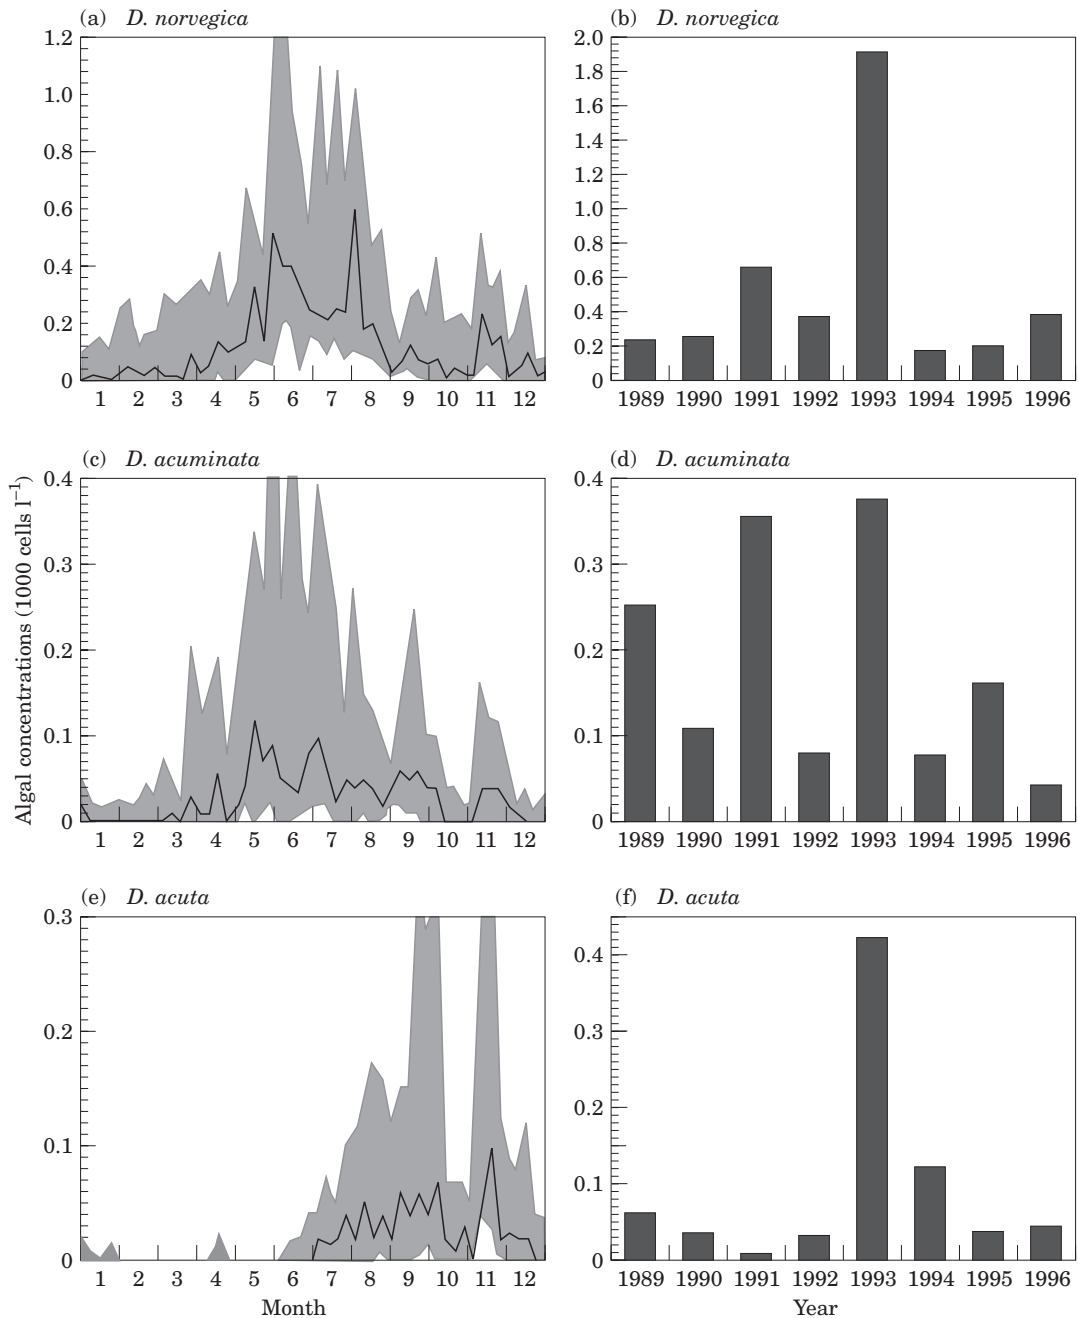 (a) D. norvegica
1.2
1.0
0.8
0.6
0.4
0.2
0
1 2 3 4 5 6 7 8 9 10 11 12
(b) D. norvegica
2.0
1.8
1.6
1.4
1.2
1.0
0.8
0.6
0.4
0.2
0
1989 1990 1991 1992 1993 1994 1995 1996
Algal concentrations (1000 cells l⁻¹)
(c) D. acuminata
0.4
0.3
0.2
0.1
0
1 2 3 4 5 6 7 8 9 10 11 12
(d) D. acuminata
0.4
0.3
0.2
0.1
0
1989 1990 1991 1992 1993 1994 1995 1996
(e) D. acuta
0.3
0.2
0.1
0
1 2 3 4 5 6 7 8 9 10 11 12
Month
(f) D. acuta
0.4
0.3
0.2
0.1
0
1989 1990 1991 1992 1993 1994 1995 1996
Year